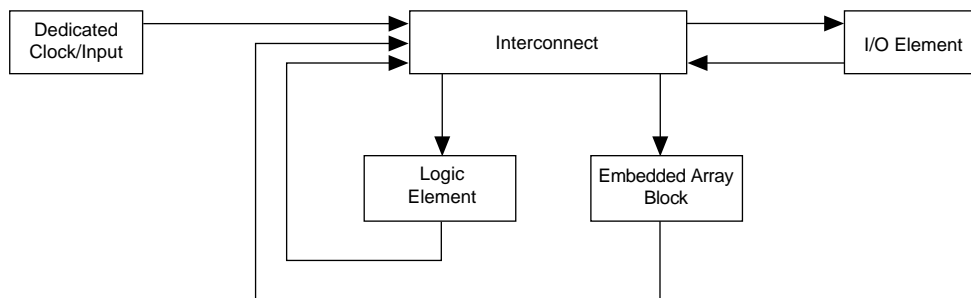 Dedicated
Clock/Input
Interconnect
I/O Element
Logic
Element
Embedded Array
Block